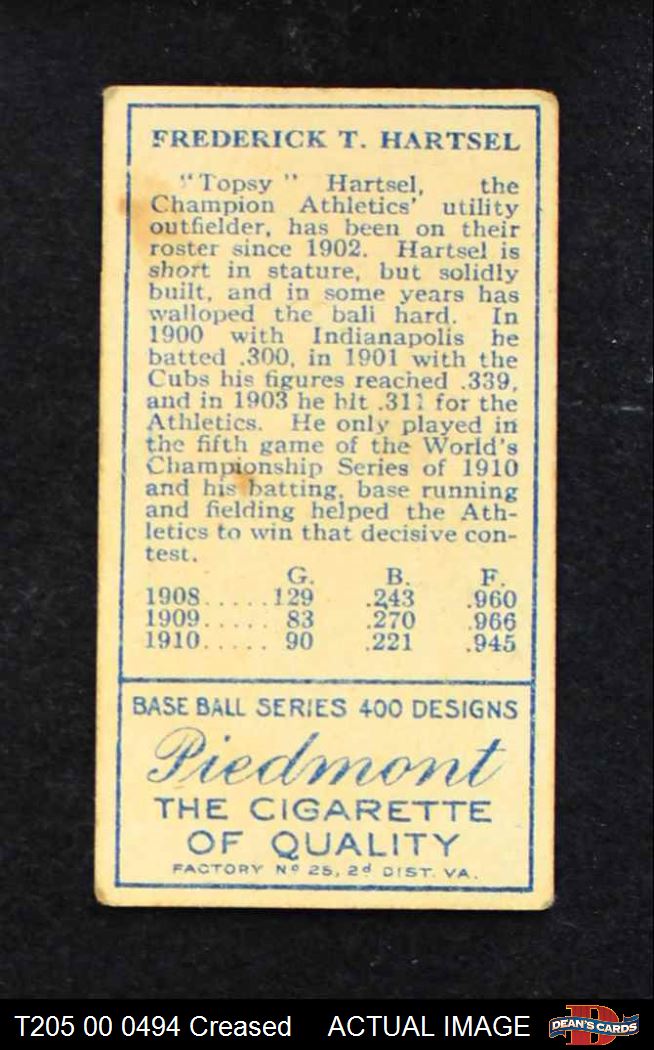 FREDERICK T. HARTSEL
"Topsy" Hartsel, the
Champion Athletics' utility
outfielder, has been on their
roster since 1902. Hartsel is
short in stature, but solidly
built, and in some years has
walloped the ball hard. In
1900 with Indianapolis he
batted .300, in 1901 with the
Cubs his figures reached .339,
and in 1903 he hit .311 for the
Athletics. He only played in
the fifth game of the World's
Championship Series of 1910
and his batting, base running
and fielding helped the Ath-
letics to win that decisive con-
test.
G. B. F.
1908.....129 .243 .960
1909..... 83 .270 .966
1910..... 90 .221 .945
BASE BALL SERIES 400 DESIGNS
Piedmont
THE CIGARETTE
OF QUALITY
FACTORY Nº 25, 2d DIST. VA.
T205 00 0494 Creased ACTUAL IMAGE
D
DEAN'S CARDS